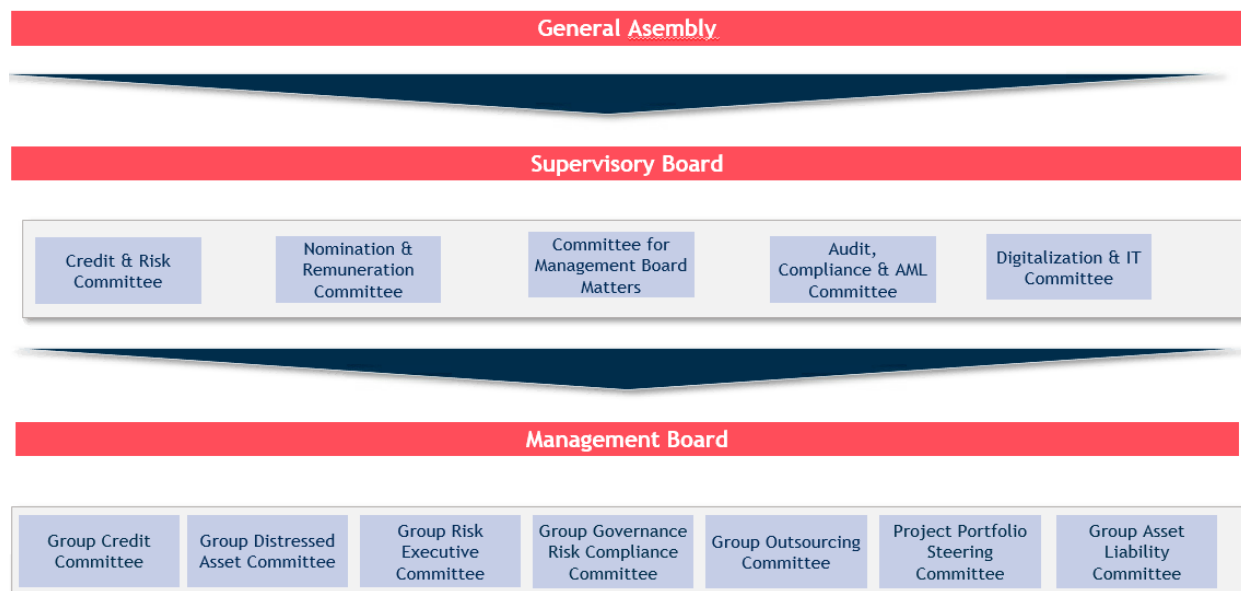 General Asembly
Supervisory Board
Credit & Risk
Committee
Nomination &
Remuneration
Committee
Committee for
Management Board
Matters
Audit,
Compliance & AML
Committee
Digitalization & IT
Committee
Management Board
Group Credit
Committee
Group Distressed
Asset Committee
Group Risk
Executive
Committee
Group Governance
Risk Compliance
Committee
Group Outsourcing
Committee
Project Portfolio
Steering
Committee
Group Asset
Liability
Committee